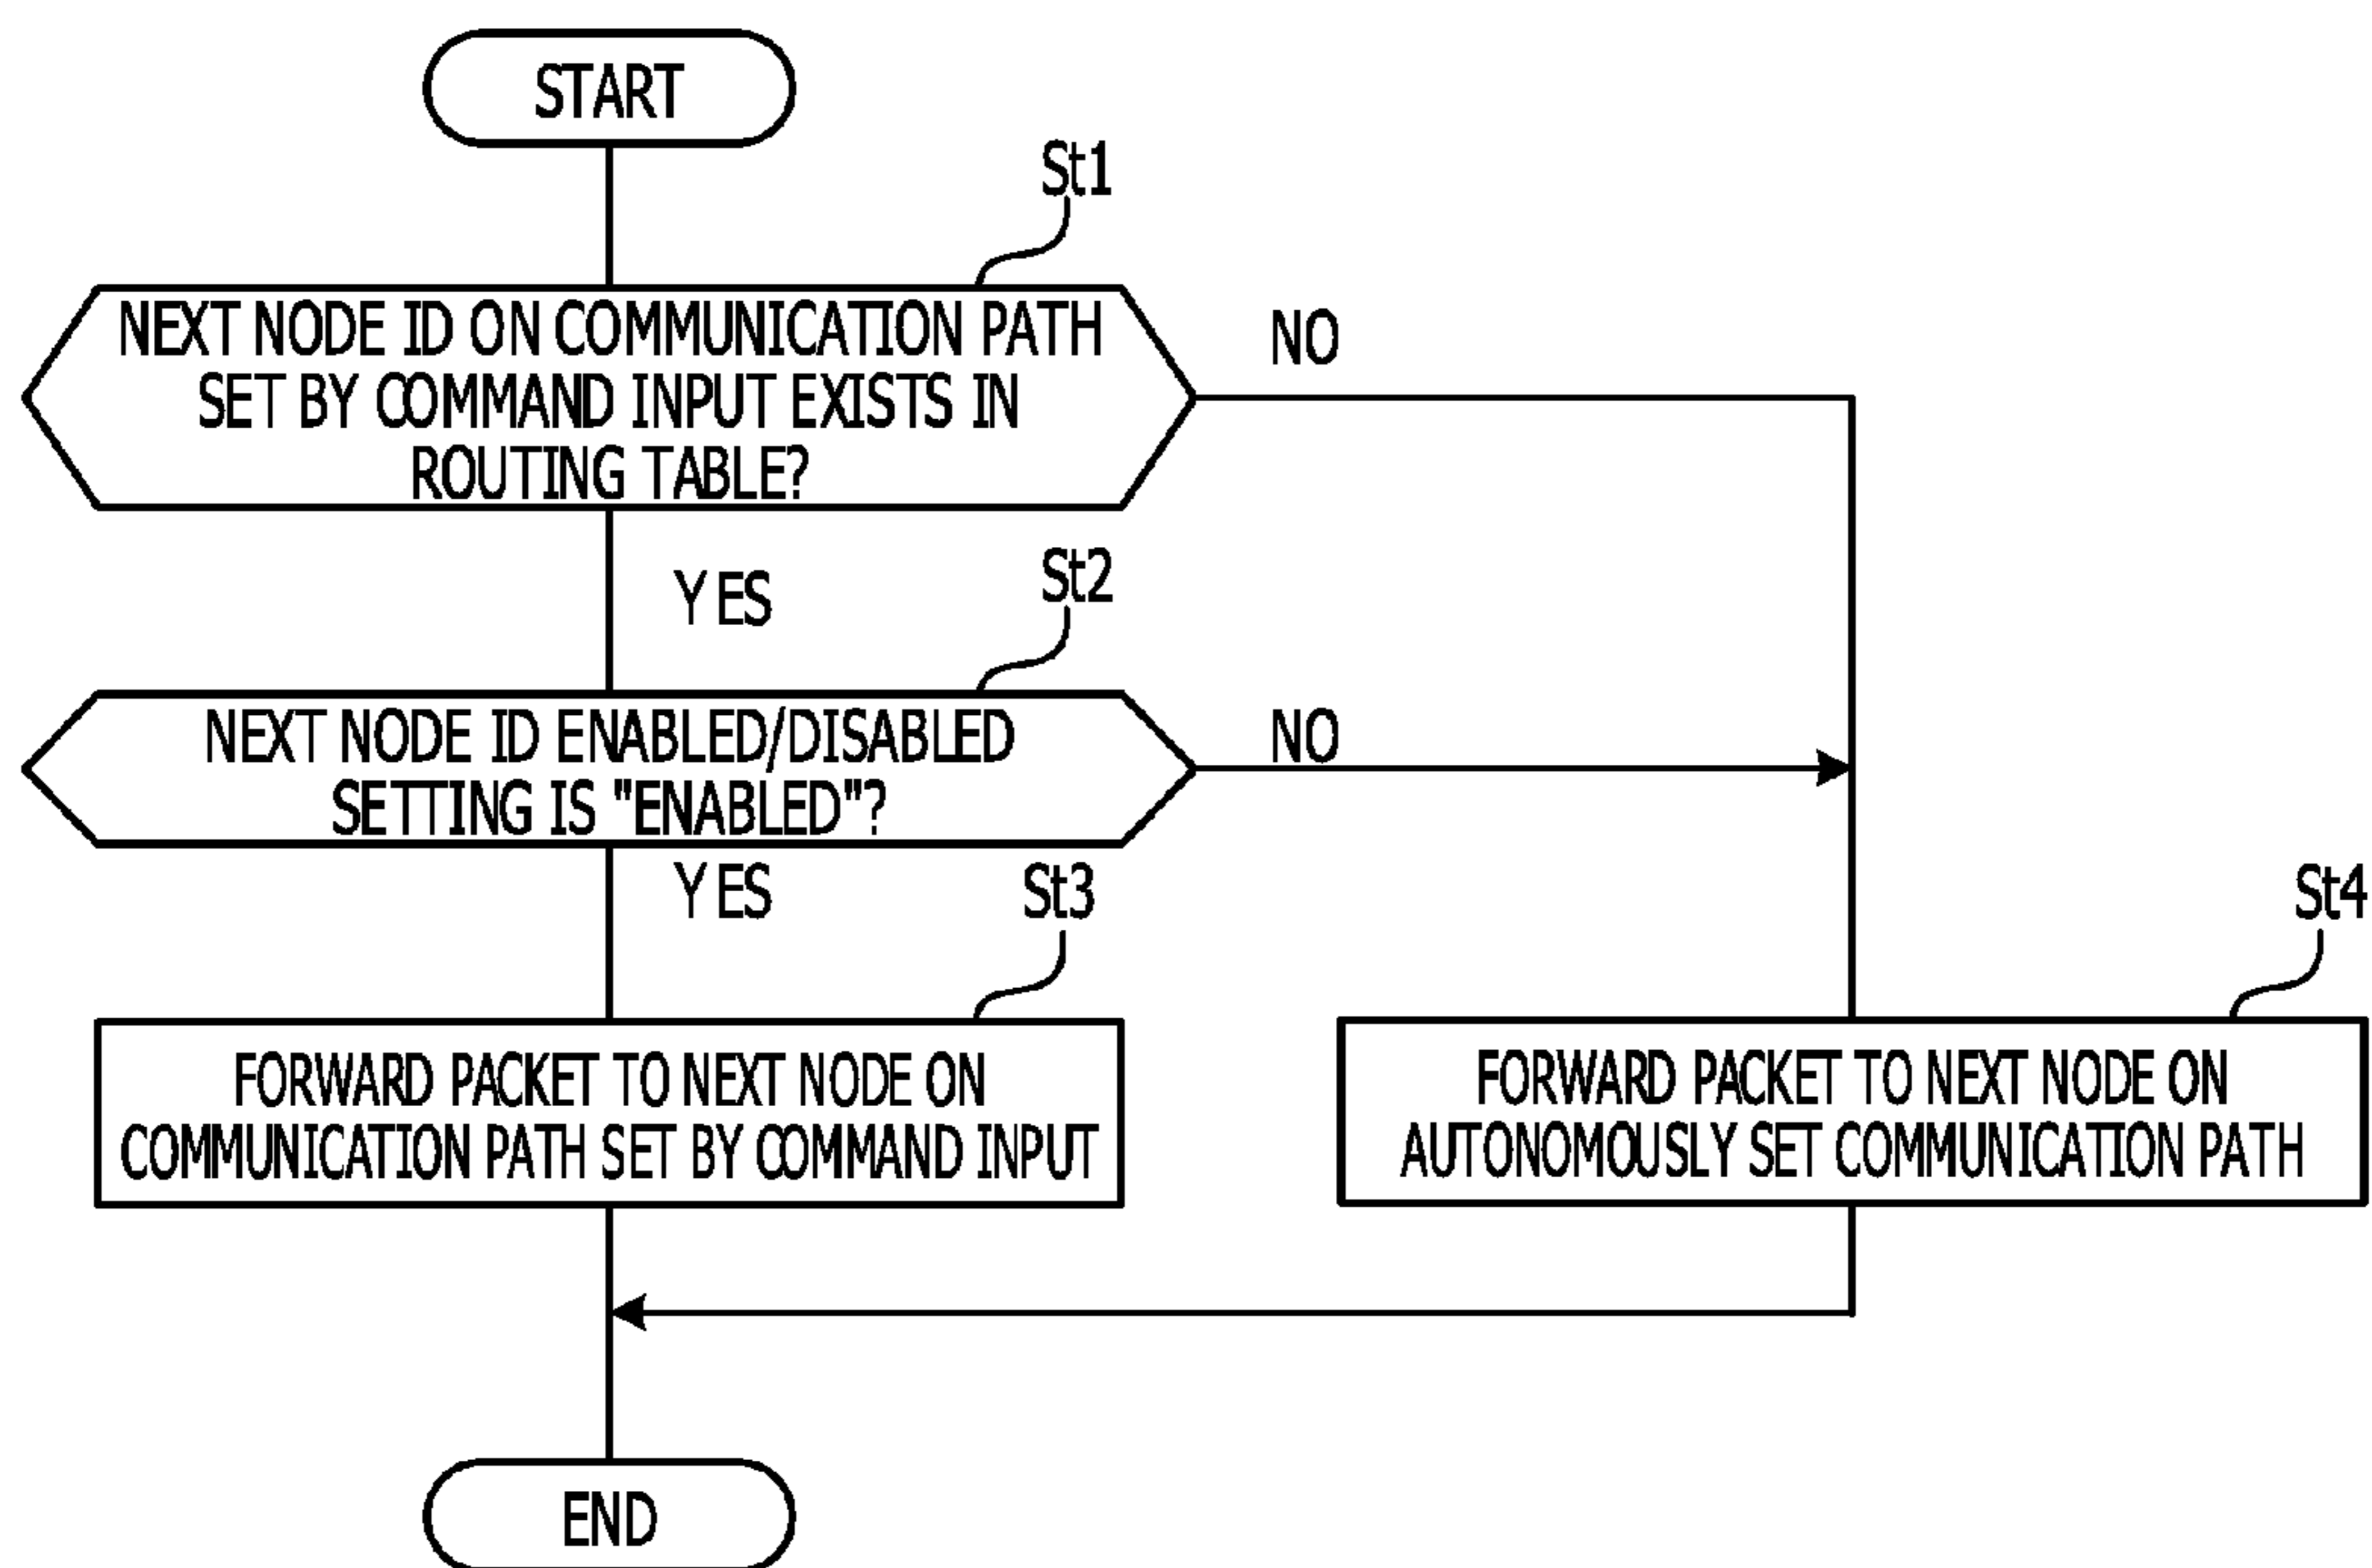 START
St1
NEXT NODE ID ON COMMUNICATION PATH
SET BY COMMAND INPUT EXISTS IN
ROUTING TABLE?
NO
YES
St2
NEXT NODE ID ENABLED/DISABLED
SETTING IS "ENABLED"?
NO
YES
St3
St4
FORWARD PACKET TO NEXT NODE ON
COMMUNICATION PATH SET BY COMMAND INPUT
FORWARD PACKET TO NEXT NODE ON
AUTONOMOUSLY SET COMMUNICATION PATH
END